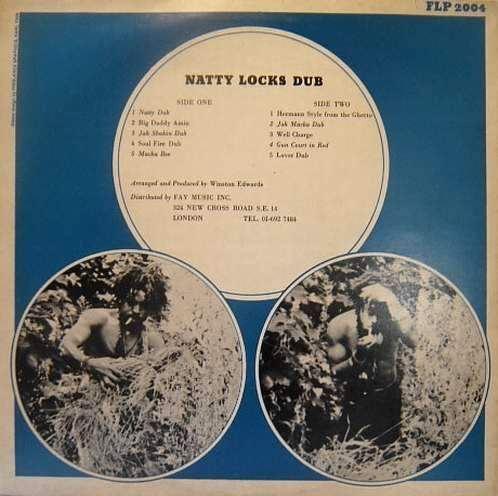 FLP 2004
NATTY LOCKS DUB
SIDE ONE
1 Natty Dub
2 Big Daddy Amin
3 Jah Shakin Dub
4 Soul Fire Dub
5 Macka Bee
SIDE TWO
1 Hermann Style from the Ghetto
2 Jah Marka Dub
3 Well Charge
4 Gun Court in Red
5 Lover Dub
Arranged and Produced by Winston Edwards
Distributed by FAY MUSIC INC.
324 NEW CROSS ROAD S.E. 14
LONDON TEL. 01-692 7484